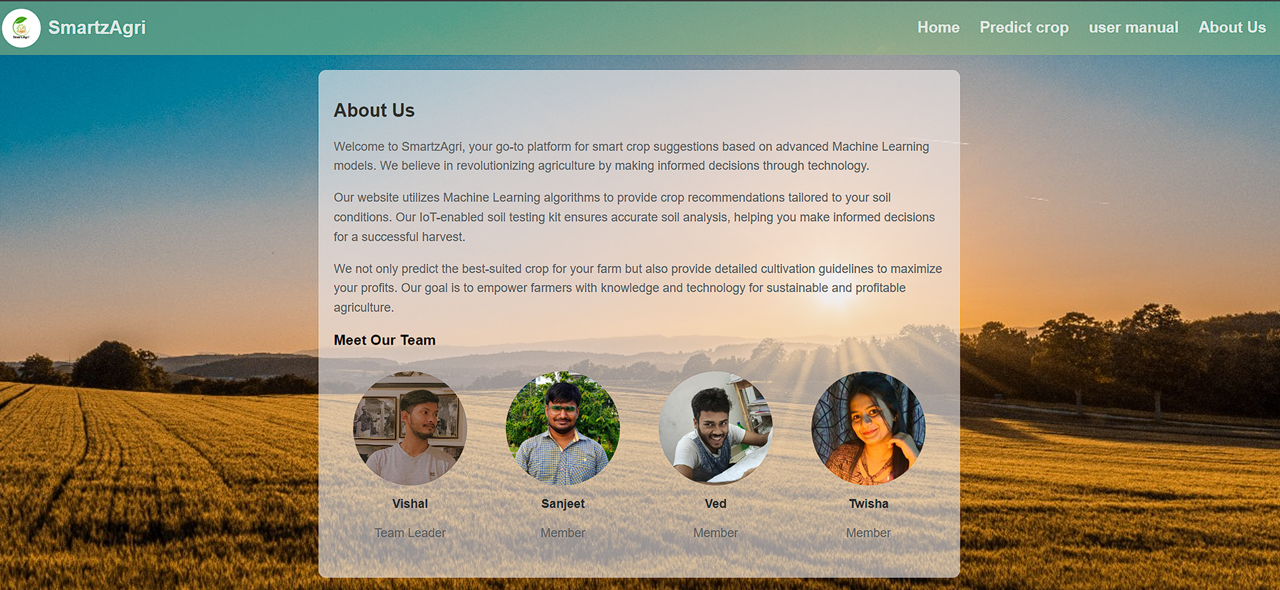 SmartzAgri
Home Predict crop user manual About Us
About Us
Welcome to SmartzAgri, your go-to platform for smart crop suggestions based on advanced Machine Learning
models. We believe in revolutionizing agriculture by making informed decisions through technology.
Our website utilizes Machine Learning algorithms to provide crop recommendations tailored to your soil
conditions. Our IoT-enabled soil testing kit ensures accurate soil analysis, helping you make informed decisions
for a successful harvest.
We not only predict the best-suited crop for your farm but also provide detailed cultivation guidelines to maximize
your profits. Our goal is to empower farmers with knowledge and technology for sustainable and profitable
agriculture.
Meet Our Team
Vishal Sanjeet Ved Twisha
Team Leader Member Member Member